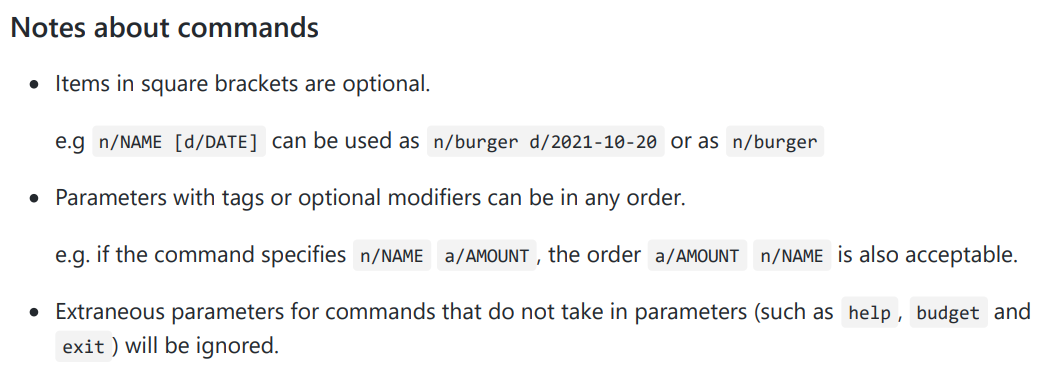 Notes about commands
• Items in square brackets are optional.
e.g n/NAME [d/DATE] can be used as n/burger d/2021-10-20 or as n/burger
• Parameters with tags or optional modifiers can be in any order.
e.g. if the command specifies n/NAME a/AMOUNT , the order a/AMOUNT n/NAME is also acceptable.
• Extraneous parameters for commands that do not take in parameters (such as help , budget and
exit ) will be ignored.